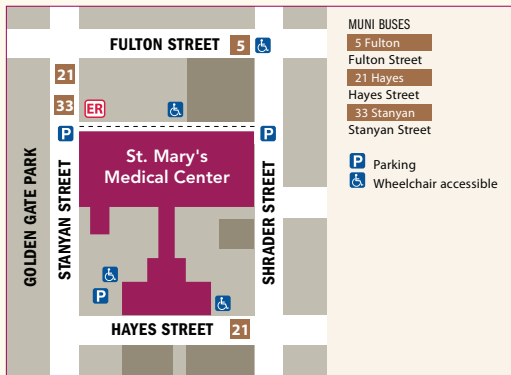 FULTON STREET
5
21
33
ER
P
P
St. Mary's
Medical Center
GOLDEN GATE PARK
STANYAN STREET
SHRADER STREET
P
HAYES STREET
21
MUNI BUSES
5 Fulton
Fulton Street
21 Hayes
Hayes Street
33 Stanyan
Stanyan Street
P Parking
Wheelchair accessible